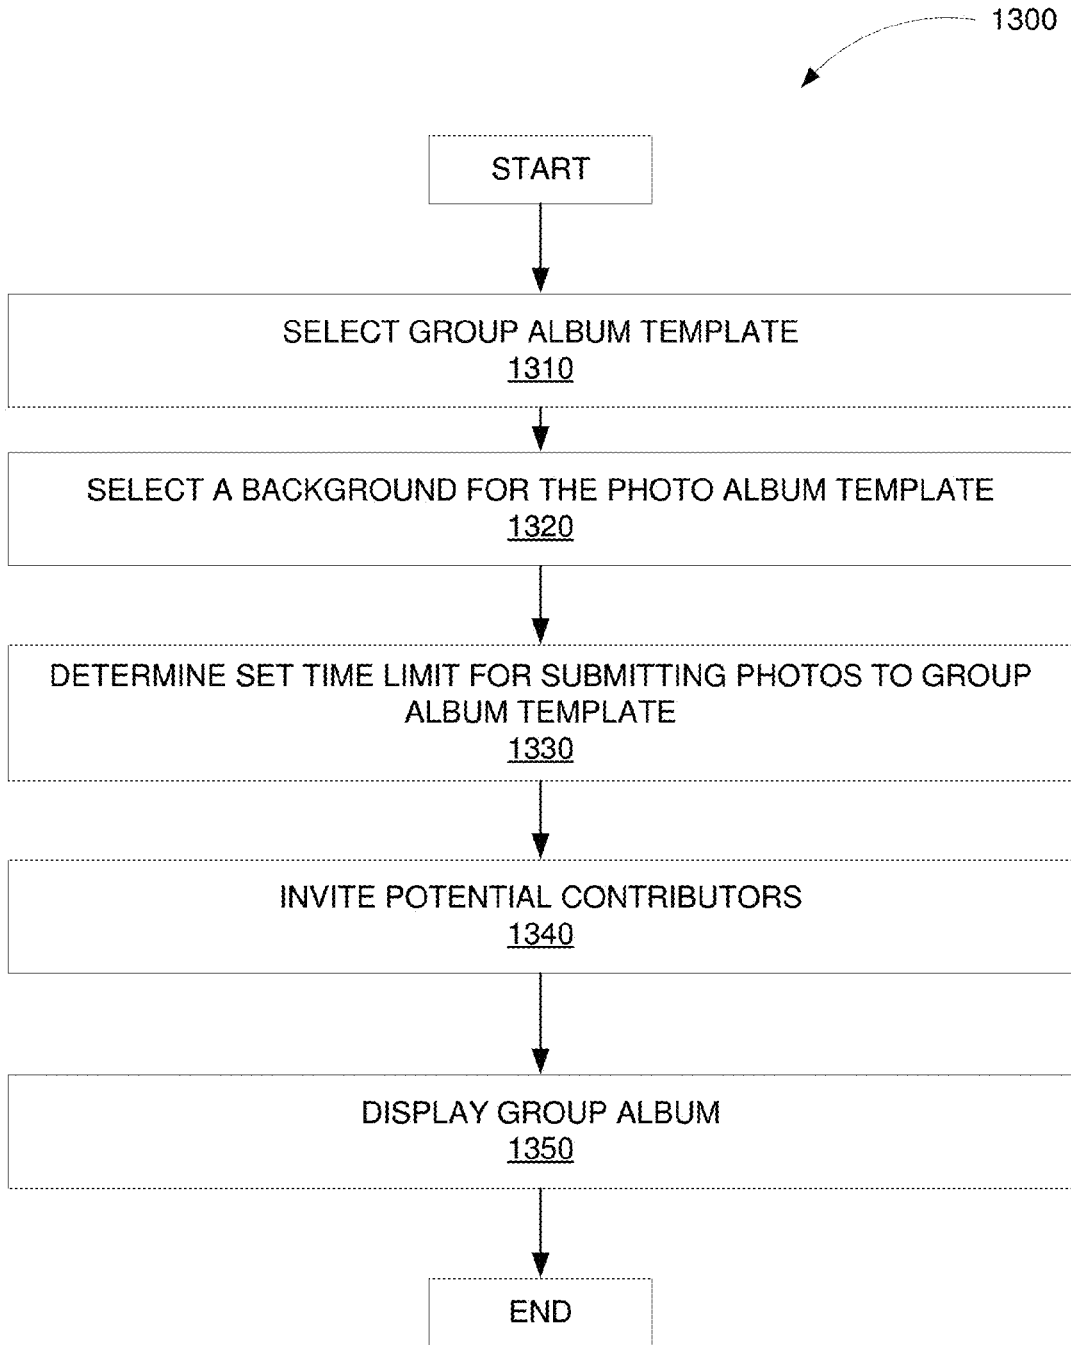 1300
START
SELECT GROUP ALBUM TEMPLATE
1310
SELECT A BACKGROUND FOR THE PHOTO ALBUM TEMPLATE
1320
DETERMINE SET TIME LIMIT FOR SUBMITTING PHOTOS TO GROUP
ALBUM TEMPLATE
1330
INVITE POTENTIAL CONTRIBUTORS
1340
DISPLAY GROUP ALBUM
1350
END